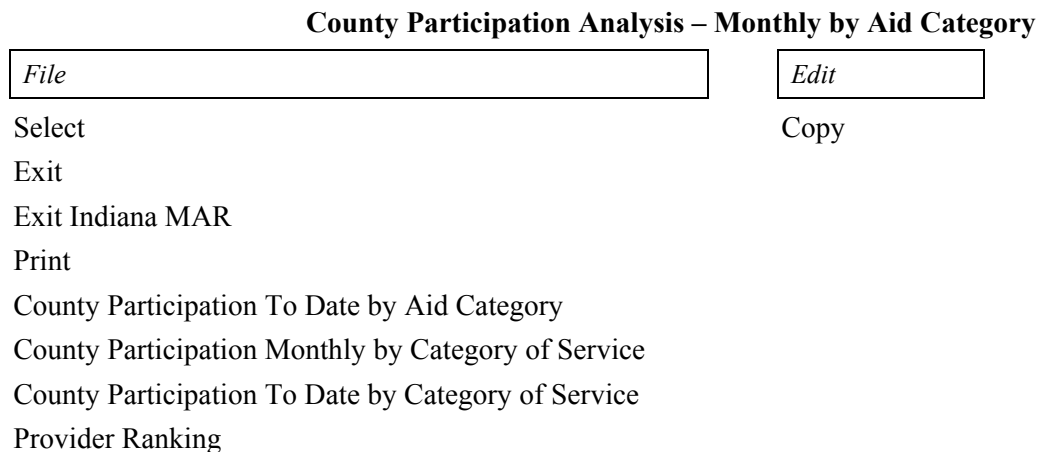 County Participation Analysis – Monthly by Aid Category
File Edit
Select Copy
Exit
Exit Indiana MAR
Print
County Participation To Date by Aid Category
County Participation Monthly by Category of Service
County Participation To Date by Category of Service
Provider Ranking